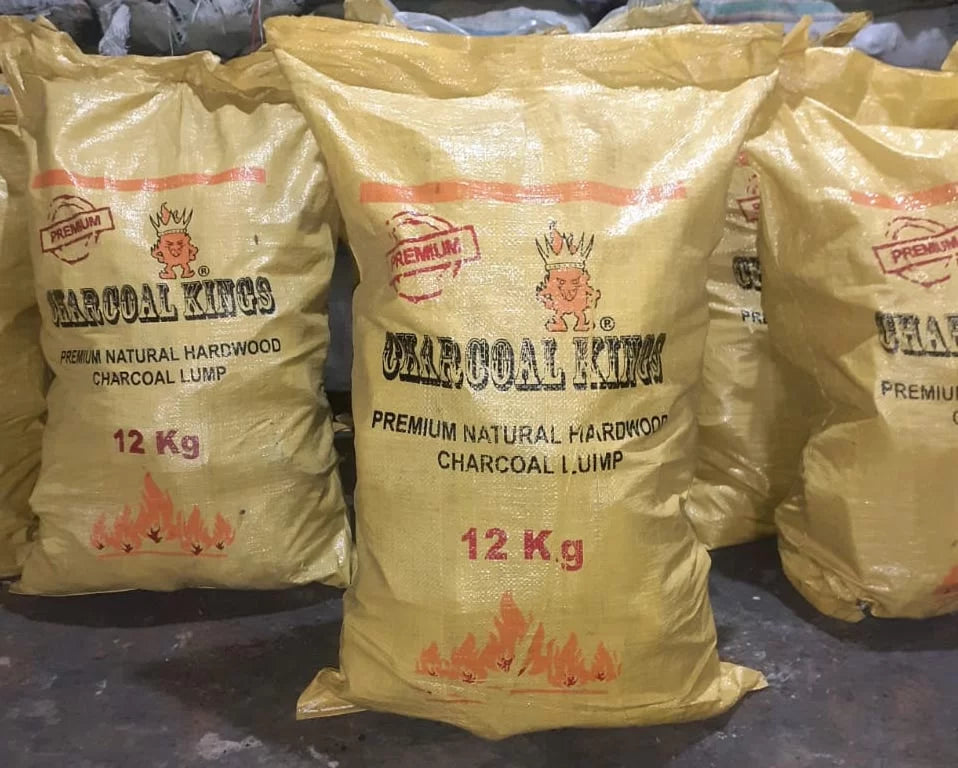 PREMIUM
®
CHARCOAL KINGS
PREMIUM NATURAL HARDWOOD
CHARCOAL LUMP
12 Kg
PREMIUM
®
CHARCOAL KINGS
PREMIUM NATURAL HARDWOOD
CHARCOAL LUMP
12 Kg
PREMIUM